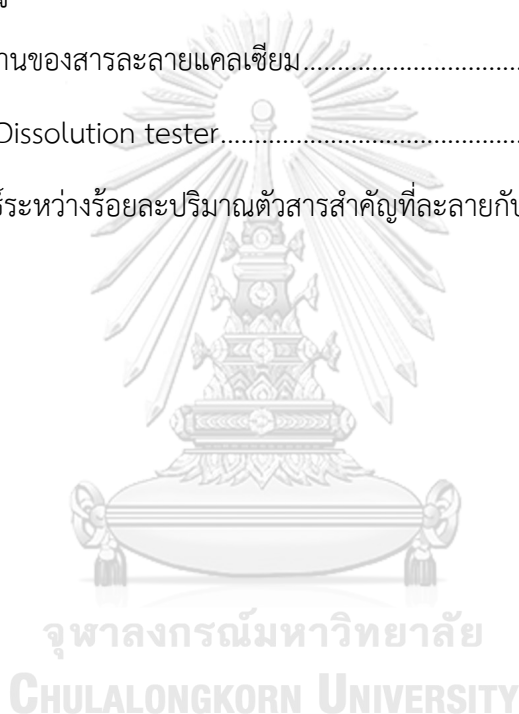 านของสารละลายแคลเซียม
Dissolution tester
ระหว่างร้อยละปริมาณตัวสารสำคัญที่ละลายกับ
จุฬาลงกรณ์มหาวิทยาลัย
CHULALONGKORN UNIVERSITY